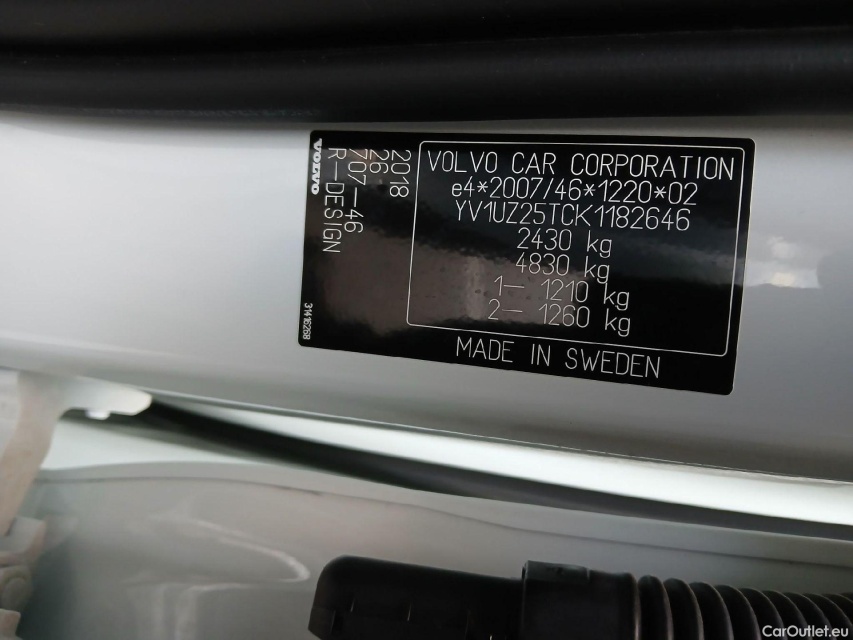 VOLVO
2018
26
707-46
R-DESIGN
31416268
VOLVO CAR CORPORATION
e4*2007/46*1220*02
YV1UZ25TCK1182646
2430 kg
4830 kg
1- 1210 kg
2- 1260 kg
MADE IN SWEDEN
CarOutlet.eu